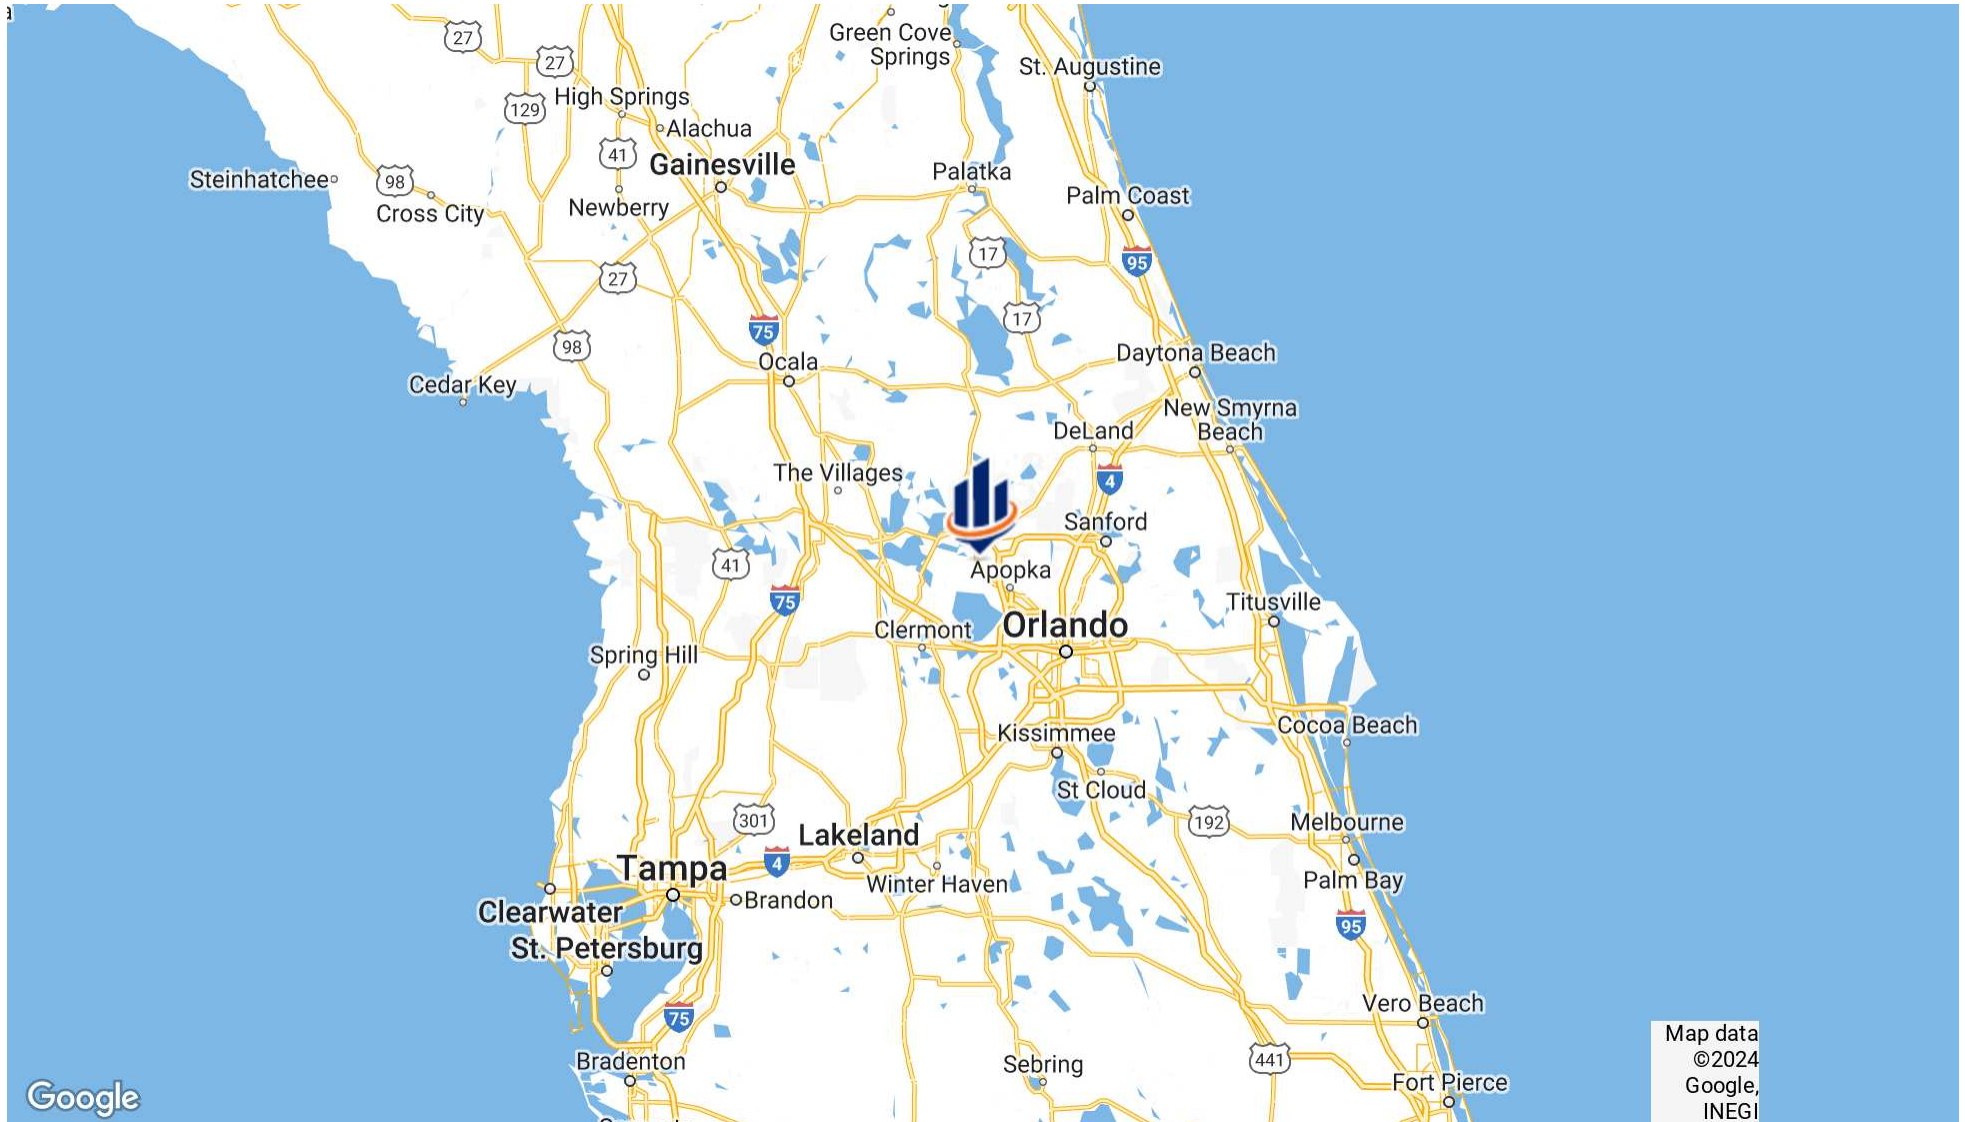 27
Green Cove
Springs
St. Augustine
27
High Springs
129
Alachua
41
Gainesville
Steinhatchee
98
Palatka
Palm Coast
Cross City
Newberry
17
95
27
17
75
98
Ocala
Daytona Beach
Cedar Key
New Smyrna
Beach
DeLand
The Villages
4
Sanford
41
Apopka
75
Titusville
Clermont
Orlando
Spring Hill
Cocoa Beach
Kissimmee
St Cloud
301
192
Melbourne
Lakeland
4
Tampa
Winter Haven
Palm Bay
Brandon
Clearwater
95
St. Petersburg
Vero Beach
75
Map data
©2024
Google,
INEGI
441
Bradenton
Sebring
Fort Pierce
Google